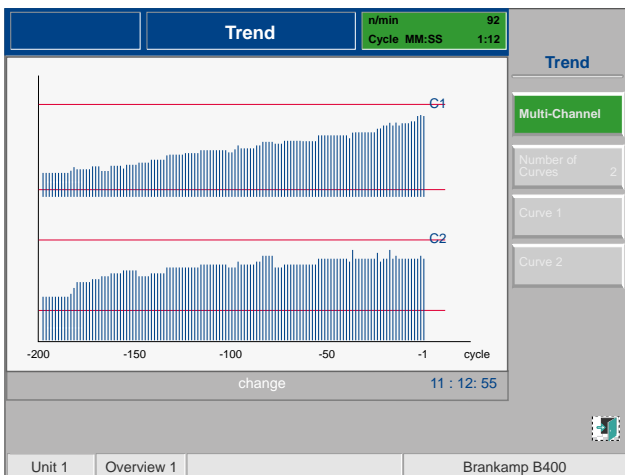 Trend
n/min 92
Cycle MM:SS 1:12
Trend
Multi-Channel
Number of
Curves 2
Curve 1
Curve 2
C1
C2
-200 -150 -100 -50 -1 cycle
change 11 : 12: 55
Unit 1 Overview 1 Brankamp B400